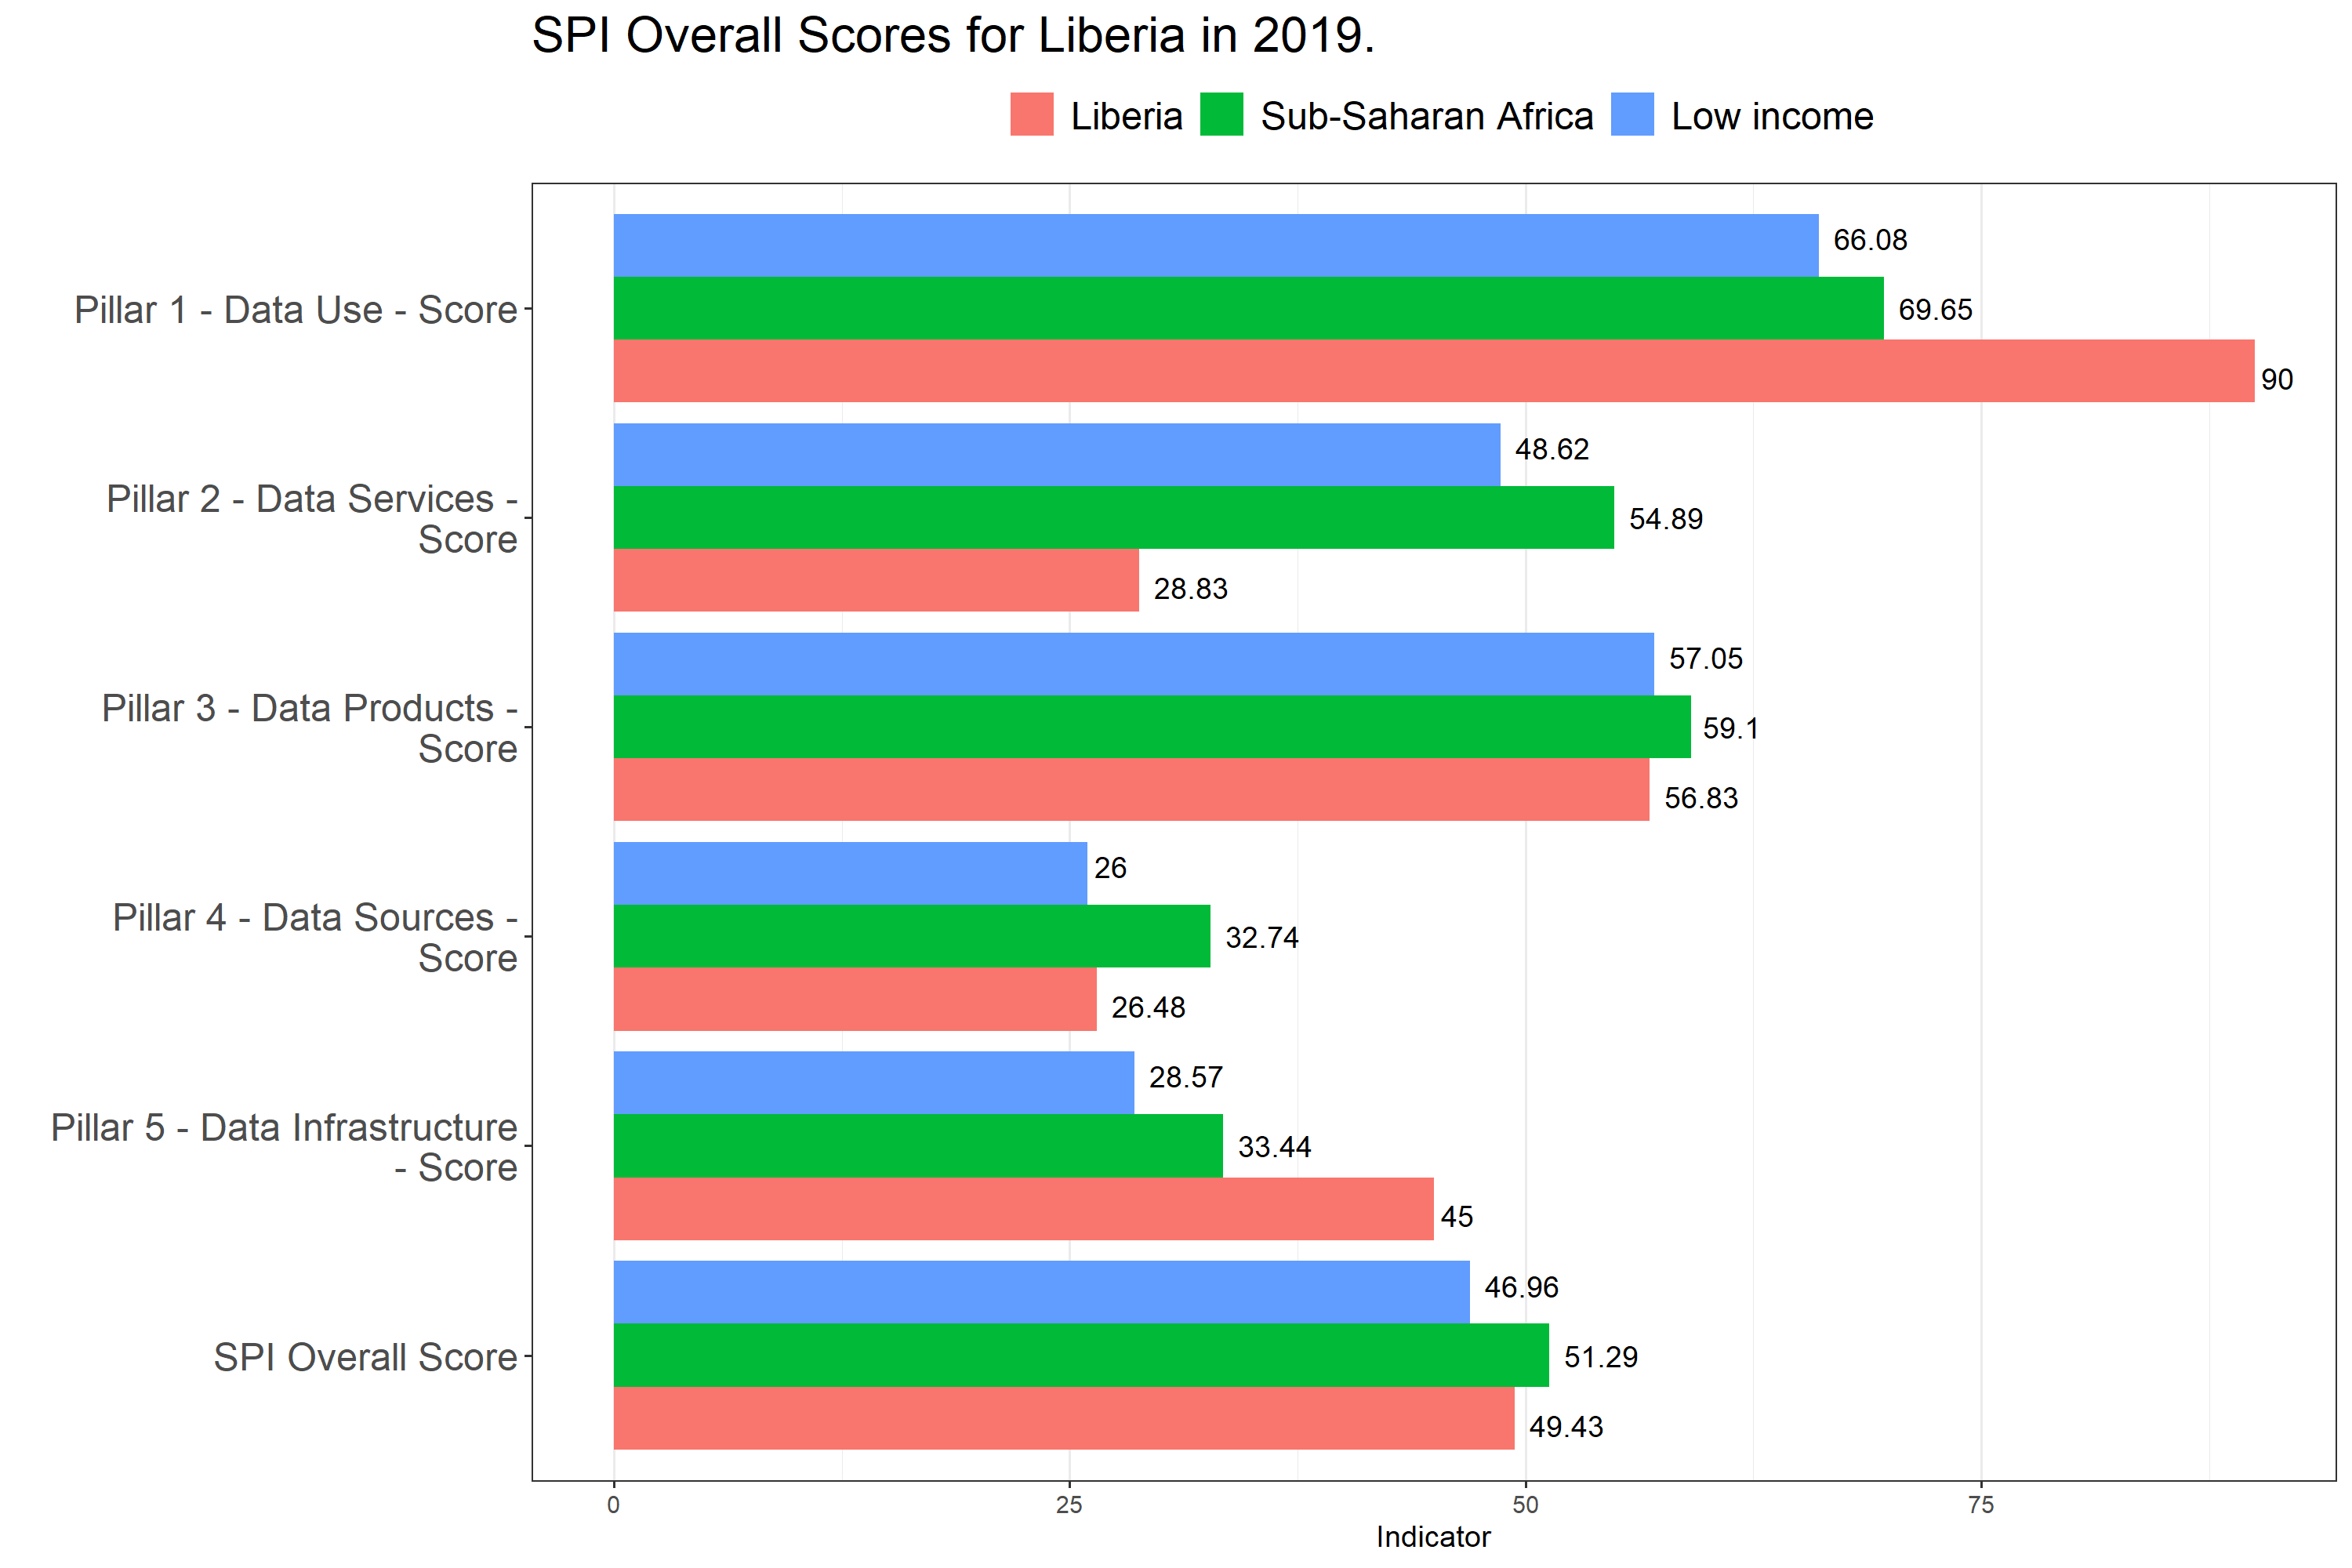 SPI Overall Scores for Liberia in 2019.
Liberia Sub-Saharan Africa Low income
Pillar 1 - Data Use - Score
66.08
69.65
90
Pillar 2 - Data Services -
Score
48.62
54.89
28.83
Pillar 3 - Data Products -
Score
57.05
59.1
56.83
Pillar 4 - Data Sources -
Score
26
32.74
26.48
Pillar 5 - Data Infrastructure
- Score
28.57
33.44
45
SPI Overall Score
46.96
51.29
49.43
0 25 50 75
Indicator